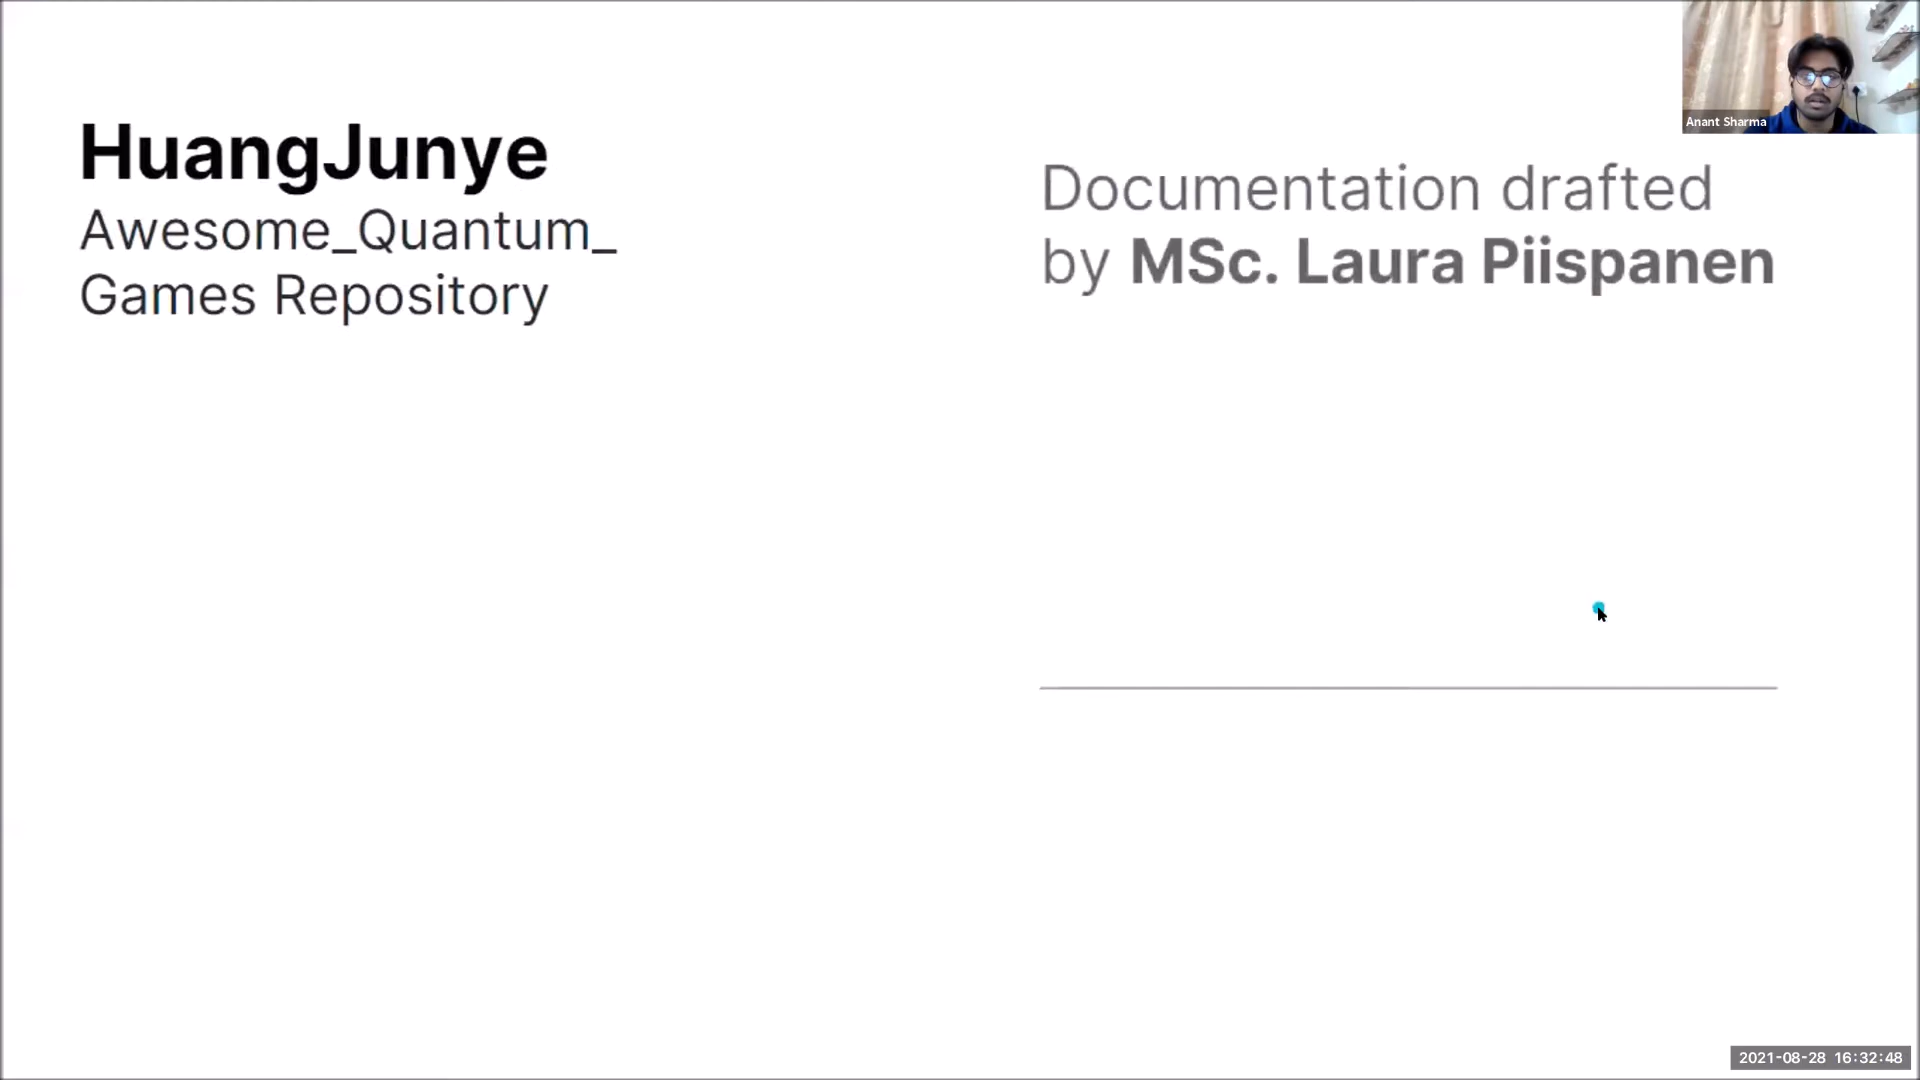 HuangJunye
Awesome_Quantum_
Games Repository
Documentation drafted
by MSc. Laura Piispanen
Anant Sharma
2021-08-28 16:32:48